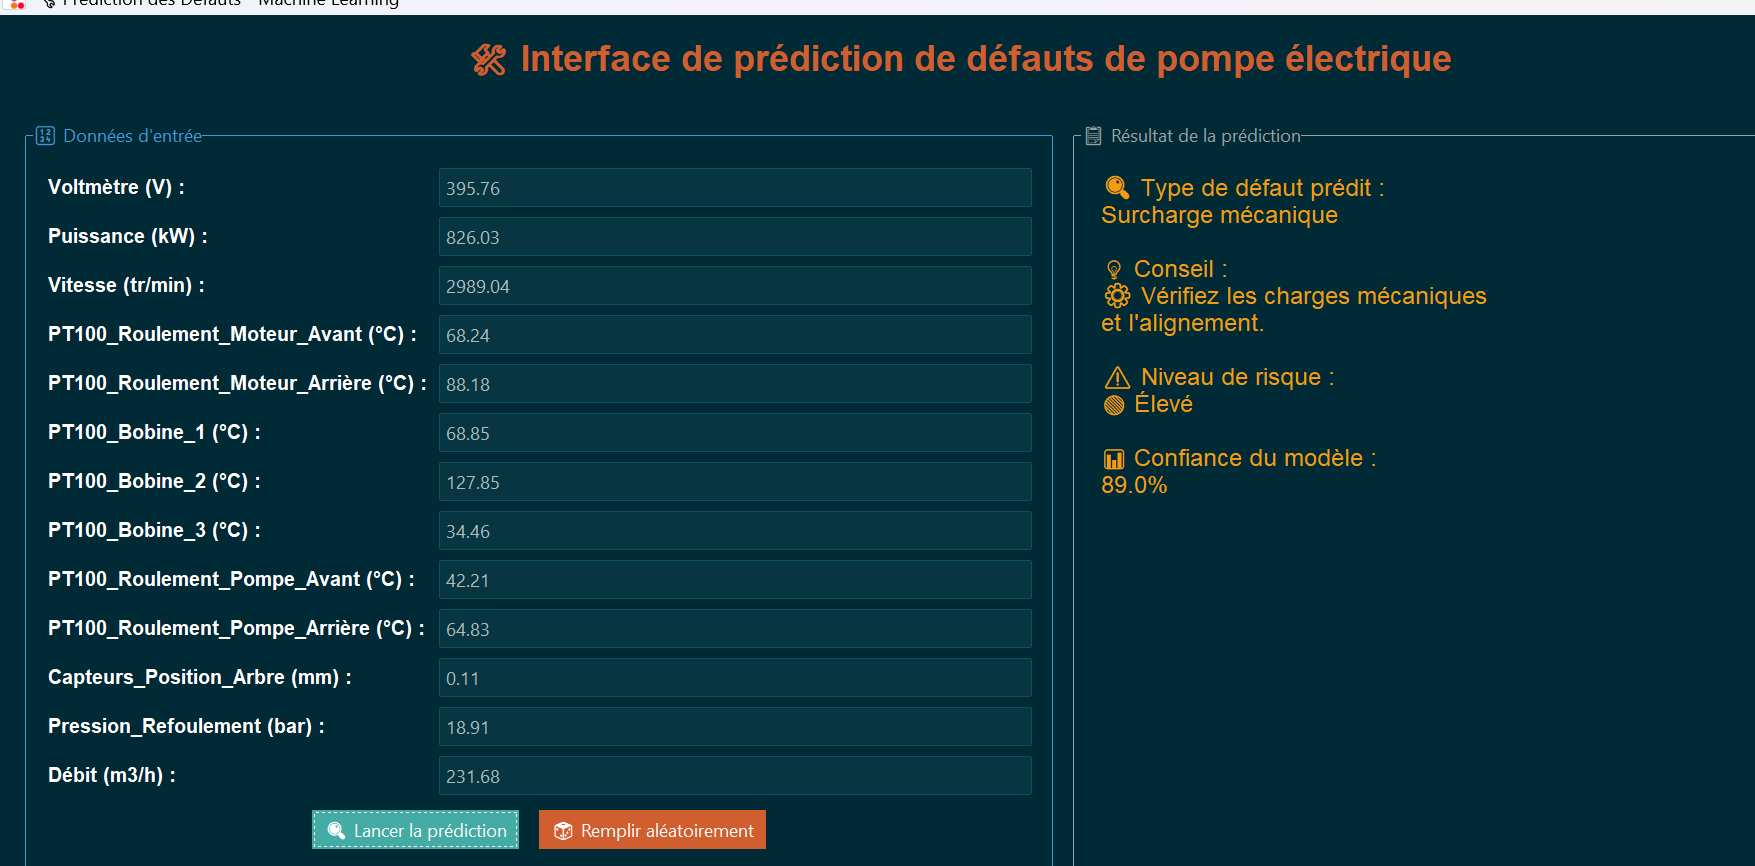 Prédiction des Défauts - Machine Learning
Interface de prédiction de défauts de pompe électrique
Données d'entrée
Voltmètre (V) :
395.76
Puissance (kW) :
826.03
Vitesse (tr/min) :
2989.04
PT100_Roulement_Moteur_Avant (°C) :
68.24
PT100_Roulement_Moteur_Arrière (°C) :
88.18
PT100_Bobine_1 (°C) :
68.85
PT100_Bobine_2 (°C) :
127.85
PT100_Bobine_3 (°C) :
34.46
PT100_Roulement_Pompe_Avant (°C) :
42.21
PT100_Roulement_Pompe_Arrière (°C) :
64.83
Capteurs_Position_Arbre (mm) :
0.11
Pression_Refoulement (bar) :
18.91
Débit (m3/h) :
231.68
Lancer la prédiction
Remplir aléatoirement
Résultat de la prédiction
Type de défaut prédit :
Surcharge mécanique
Conseil :
Vérifiez les charges mécaniques
et l'alignement.
Niveau de risque :
Élevé
Confiance du modèle :
89.0%